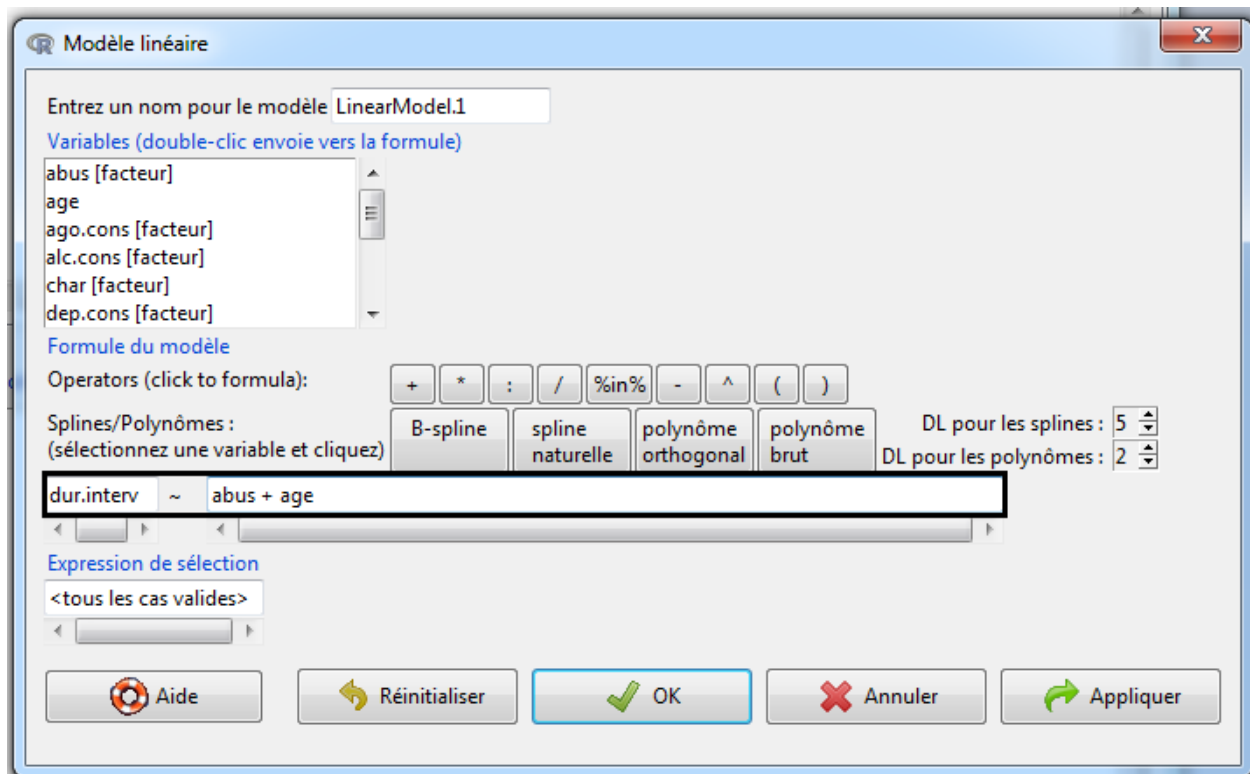 Modèle linéaire
Entrez un nom pour le modèle LinearModel.1
Variables (double-clic envoie vers la formule)
abus [facteur]
age
ago.cons [facteur]
alc.cons [facteur]
char [facteur]
dep.cons [facteur]
Formule du modèle
Operators (click to formula): + * : / %in% - ^ ( )
Splines/Polynômes :
(sélectionnez une variable et cliquez)
B-spline
spline
naturelle
polynôme
orthogonal
polynôme
brut
DL pour les splines : 5
DL pour les polynômes : 2
dur.interv ~ abus + age
Expression de sélection
<tous les cas valides>
Aide Réinitialiser OK Annuler Appliquer